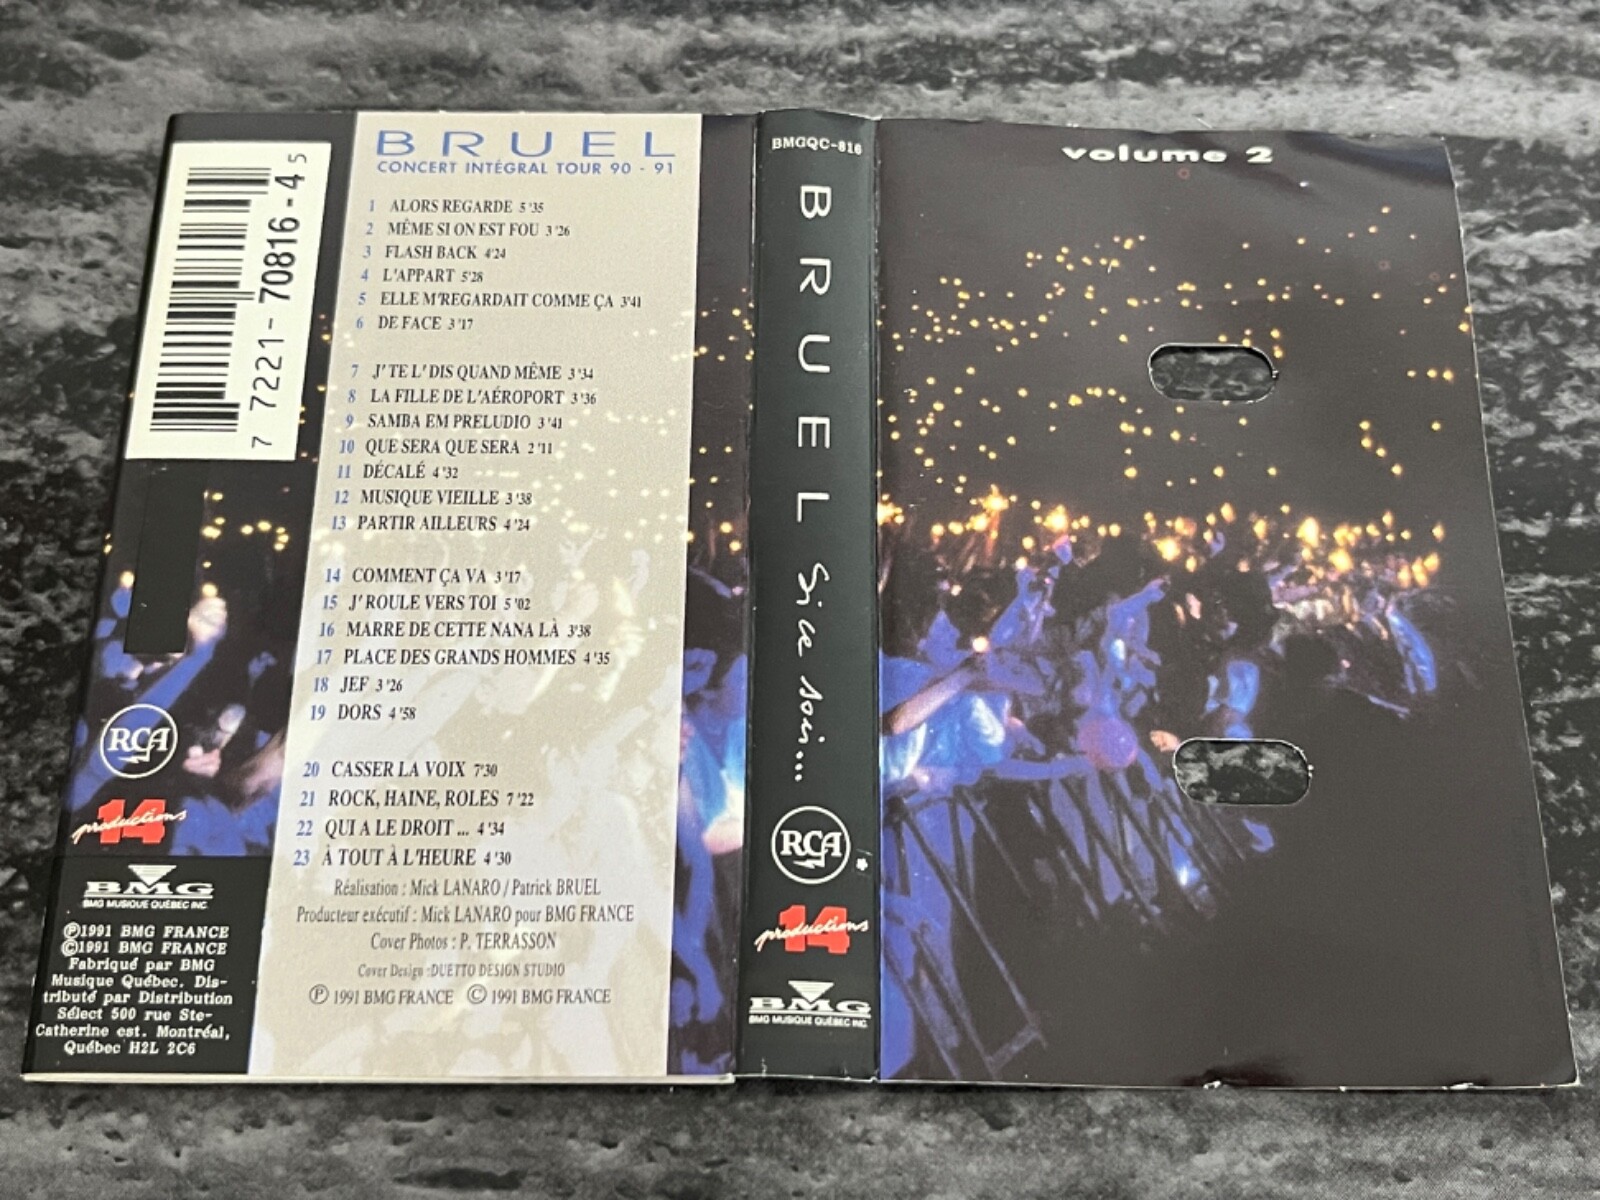 7 7221-70816-4 5
BRUEL
CONCERT INTÉGRAL TOUR 90 - 91
1 ALORS REGARDE 5'35
2 MÊME SI ON EST FOU 3'26
3 FLASH BACK 4'24
4 L'APPART 5'28
5 ELLE M'REGARDAIT COMME ÇA 3'41
6 DE FACE 3'17
7 J'TE L'DIS QUAND MÊME 3'34
8 LA FILLE DE L'AÉROPORT 3'36
9 SAMBA EM PRELUDIO 3'41
10 QUE SERA QUE SERA 2'11
11 DÉCALÉ 4'32
12 MUSIQUE VIEILLE 3'38
13 PARTIR AILLEURS 4'24
14 COMMENT ÇA VA 3'17
15 J'ROULE VERS TOI 5'02
16 MARRE DE CETTE NANA LÀ 3'38
17 PLACE DES GRANDS HOMMES 4'35
18 JEF 3'26
19 DORS 4'58
20 CASSER LA VOIX 7'30
21 ROCK, HAINE, ROLES 7'22
22 QUI A LE DROIT ... 4'34
23 À TOUT À L'HEURE 4'30
Réalisation : Mick LANARO / Patrick BRUEL
Producteur exécutif : Mick LANARO pour BMG FRANCE
Cover Photos : P. TERRASSON
Cover Design :DUETTO DESIGN STUDIO
℗ 1991 BMG FRANCE © 1991 BMG FRANCE
RCA
14
productions
BMG
BMG MUSIQUE QUÉBEC INC.
℗1991 BMG FRANCE
©1991 BMG FRANCE
Fabriqué par BMG
Musique Québec. Dis-
tributé par Distribution
Sélect 500 rue Ste-
Catherine est. Montréal,
Québec H2L 2C6
BMGQC-816
BRUEL Si ce soir...
RCA
14
productions
BMG
BMG MUSIQUE QUÉBEC INC.
volume 2